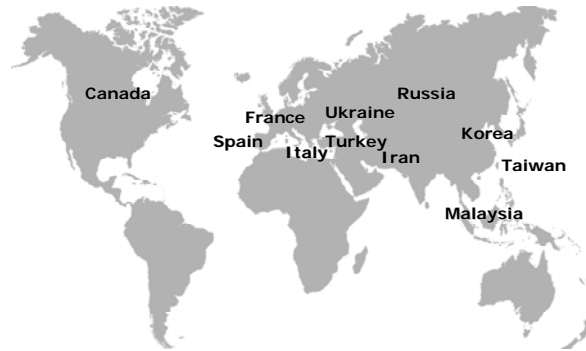 Canada
Russia
France
Ukraine
Korea
Spain
Turkey
Italy
Iran
Taiwan
Malaysia